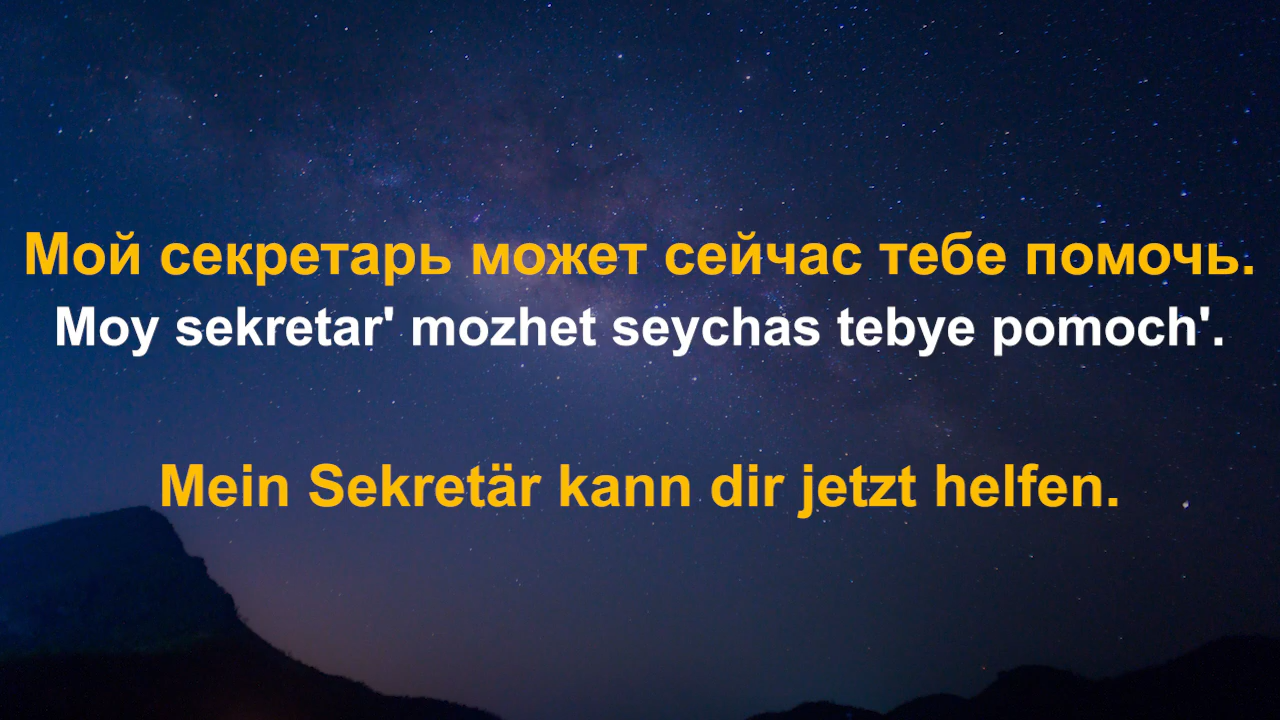 Мой секретарь может сейчас тебе помочь.
Moy sekretar' mozhet seychas tebye pomoch'.
Mein Sekretär kann dir jetzt helfen.